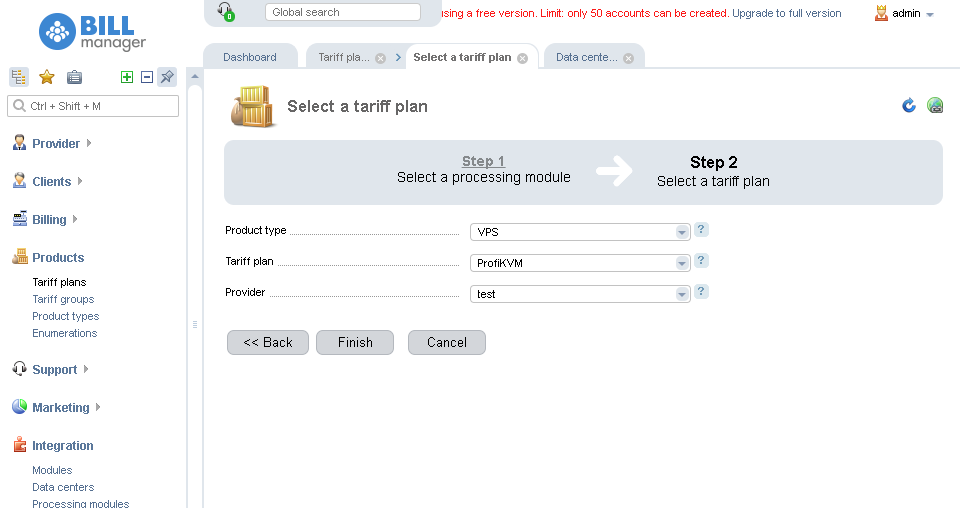 BILL
manager
0
Global search
using a free version. Limit: only 50 accounts can be created. Upgrade to full version
admin
Dashboard
Tariff pla...
Select a tariff plan
Data cente...
Ctrl + Shift + M
Select a tariff plan
Step 1
Select a processing module
Step 2
Select a tariff plan
Provider
Clients
Billing
Products
Tariff plans
Tariff groups
Product types
Enumerations
Support
Marketing
Integration
Modules
Data centers
Processing modules
Product type
VPS
?
Tariff plan
ProfiKVM
?
Provider
test
?
<< Back
Finish
Cancel